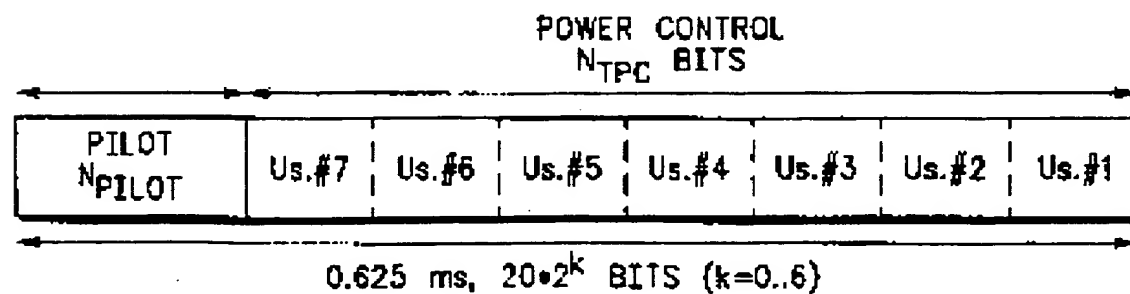 POWER CONTROL
N_TPC BITS
PILOT
N_PILOT
Us.#7 Us.#6 Us.#5 Us.#4 Us.#3 Us.#2 Us.#1
0.625 ms, 20•2^k BITS (k=0..6)